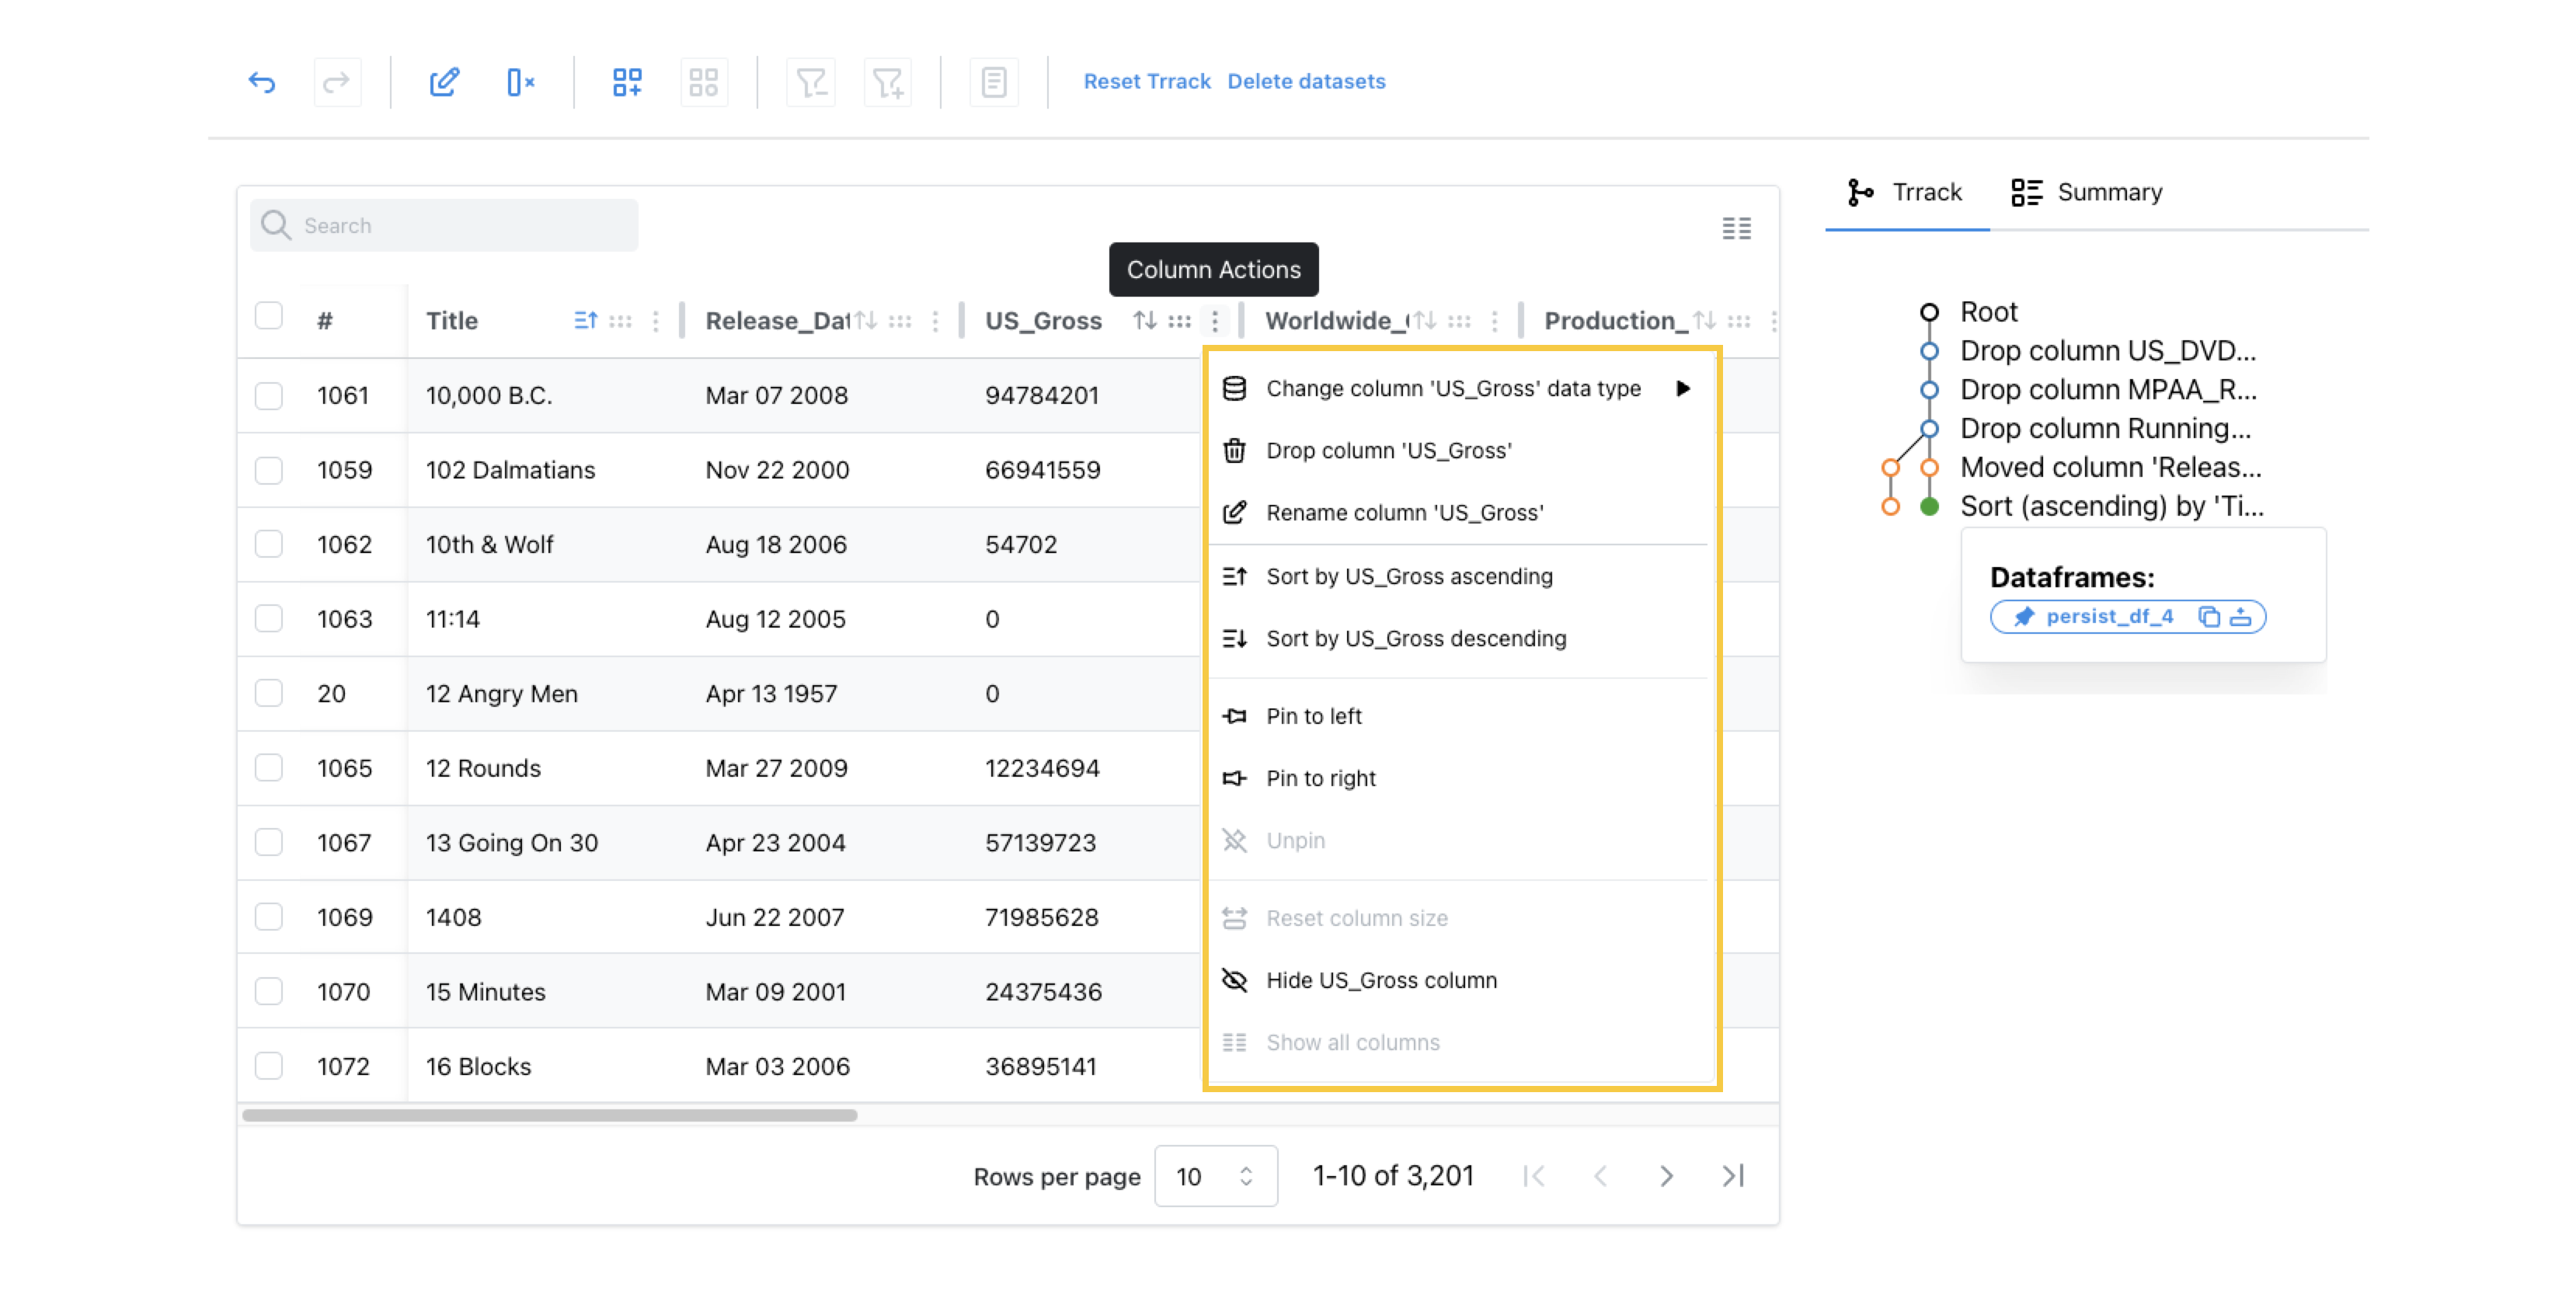 Reset Trrack Delete datasets
Trrack Summary
Search
Column Actions
# Title Release_Dat US_Gross Worldwide_ Production_
1061 10,000 B.C. Mar 07 2008 94784201
1059 102 Dalmatians Nov 22 2000 66941559
1062 10th & Wolf Aug 18 2006 54702
1063 11:14 Aug 12 2005 0
20 12 Angry Men Apr 13 1957 0
1065 12 Rounds Mar 27 2009 12234694
1067 13 Going On 30 Apr 23 2004 57139723
1069 1408 Jun 22 2007 71985628
1070 15 Minutes Mar 09 2001 24375436
1072 16 Blocks Mar 03 2006 36895141
Change column 'US_Gross' data type
Drop column 'US_Gross'
Rename column 'US_Gross'
Sort by US_Gross ascending
Sort by US_Gross descending
Pin to left
Pin to right
Unpin
Reset column size
Hide US_Gross column
Show all columns
Rows per page 10 1-10 of 3,201
Root
Drop column US_DVD...
Drop column MPAA_R...
Drop column Running...
Moved column 'Releas...
Sort (ascending) by 'Ti...
Dataframes:
persist_df_4